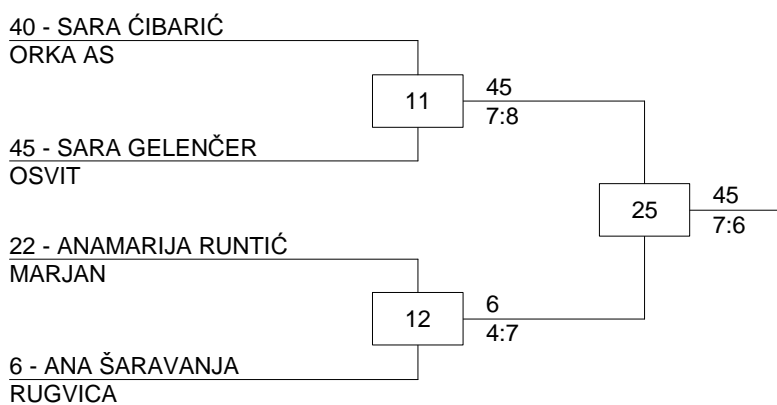 40 - SARA ĆIBARIĆ
ORKA AS
11
45
7:8
45 - SARA GELENČER
OSVIT
25
45
7:6
22 - ANAMARIJA RUNTIĆ
MARJAN
12
6
4:7
6 - ANA ŠARAVANJA
RUGVICA